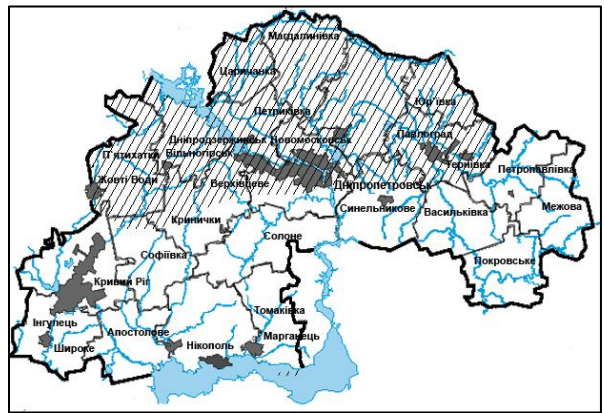 Магдалинівка
Царичанка
Юр'ївка
Петриківка
Павлоград
Дніпродзержинськ
Новомосковськ
Тернівка
П'ятихатки
Вільногірськ
Петропавлівка
Жовті Води
Верхівцеве
Дніпропетровськ
Синельникове
Васильківка
Межова
Кринички
Солоне
Софіївка
Покровське
Кривий Ріг
Томаківка
Інгулець
Апостолове
Нікополь
Марганець
Широке